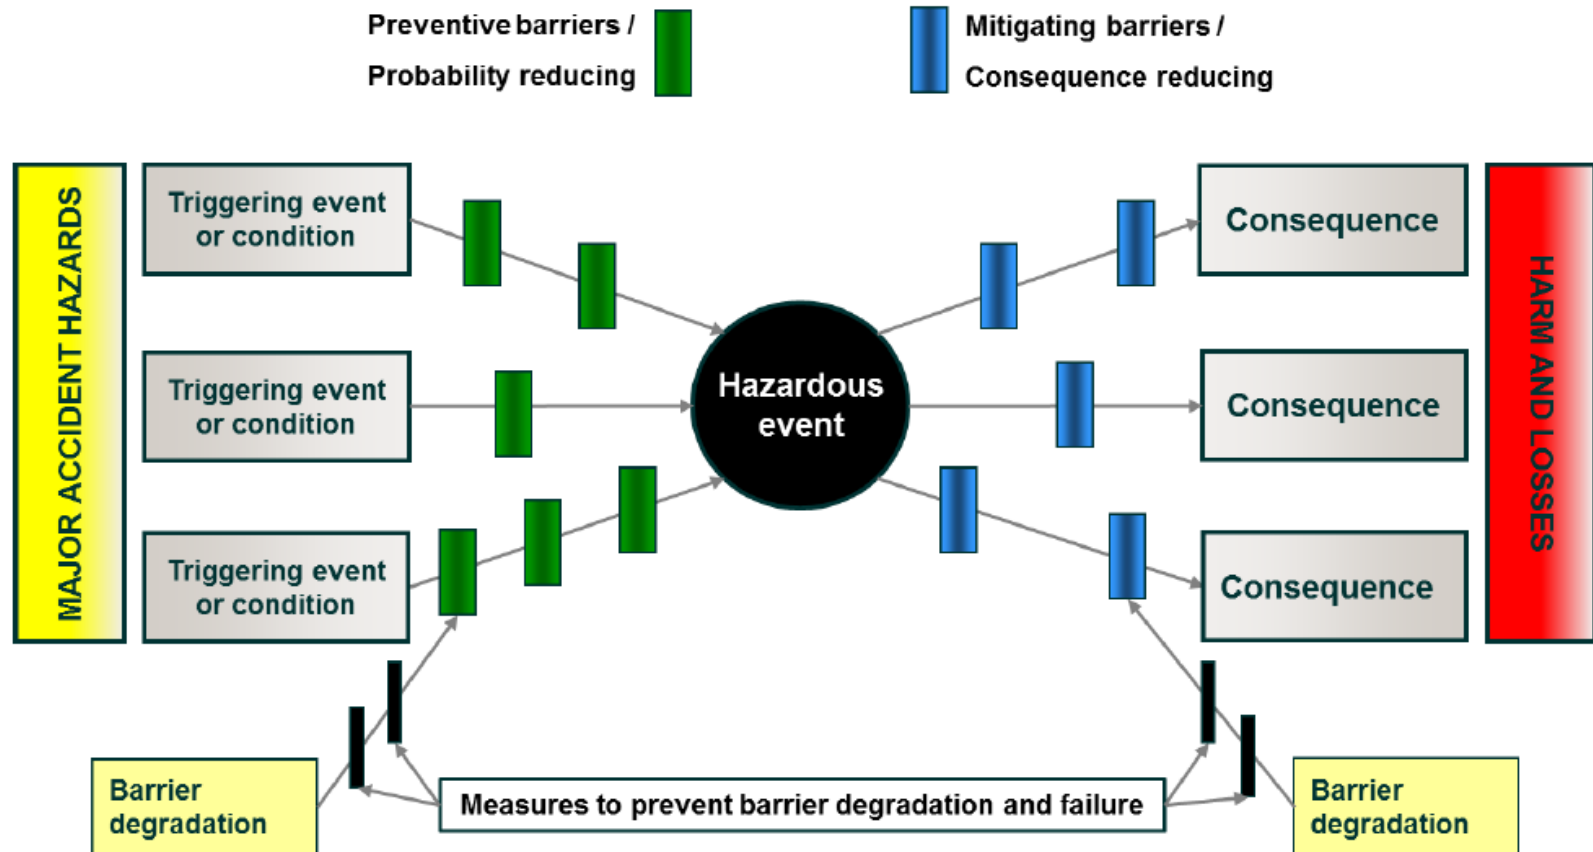 Preventive barriers /
Probability reducing
Mitigating barriers /
Consequence reducing
MAJOR ACCIDENT HAZARDS
Triggering event
or condition
Triggering event
or condition
Triggering event
or condition
Hazardous
event
Consequence
Consequence
Consequence
HARM AND LOSSES
Barrier
degradation
Measures to prevent barrier degradation and failure
Barrier
degradation